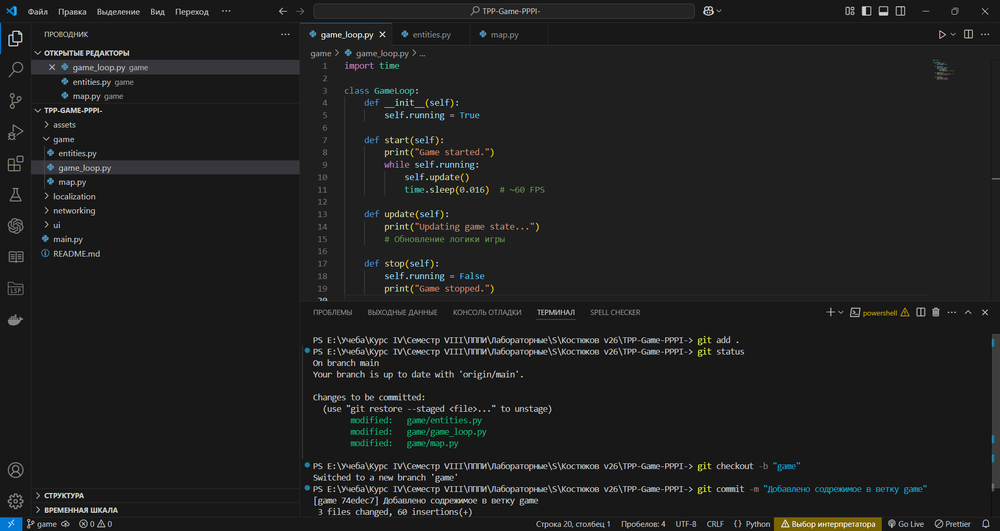 Файл Правка Выделение Вид Переход ···
TPP-Game-PPPI-
ПРОВОДНИК
ОТКРЫТЫЕ РЕДАКТОРЫ
game_loop.py game
entities.py game
map.py game
TPP-GAME-PPPI-
assets
game
entities.py
game_loop.py
map.py
localization
networking
ui
main.py
README.md
СТРУКТУРА
ВРЕМЕННАЯ ШКАЛА
game_loop.py entities.py map.py
game > game_loop.py > ...
1 import time
2
3 class GameLoop:
4 def __init__(self):
5 self.running = True
6
7 def start(self):
8 print("Game started.")
9 while self.running:
10 self.update()
11 time.sleep(0.016) # ~60 FPS
12
13 def update(self):
14 print("Updating game state...")
15 # Обновление логики игры
16
17 def stop(self):
18 self.running = False
19 print("Game stopped.")
20
ПРОБЛЕМЫ ВЫХОДНЫЕ ДАННЫЕ КОНСОЛЬ ОТЛАДКИ ТЕРМИНАЛ SPELL CHECKER
powershell
PS E:\Учеба\Курс IV\Семестр VIII\ПППИ\Лабораторные\S\Костюков v26\TPP-Game-PPPI-> git add .
PS E:\Учеба\Курс IV\Семестр VIII\ПППИ\Лабораторные\S\Костюков v26\TPP-Game-PPPI-> git status
On branch main
Your branch is up to date with 'origin/main'.
Changes to be committed:
(use "git restore --staged <file>..." to unstage)
modified: game/entities.py
modified: game/game_loop.py
modified: game/map.py
PS E:\Учеба\Курс IV\Семестр VIII\ПППИ\Лабораторные\S\Костюков v26\TPP-Game-PPPI-> git checkout -b "game"
Switched to a new branch 'game'
PS E:\Учеба\Курс IV\Семестр VIII\ПППИ\Лабораторные\S\Костюков v26\TPP-Game-PPPI-> git commit -m "Добавлено содрежимое в ветку game"
[game 74edec7] Добавлено содрежимое в ветку game
3 files changed, 60 insertions(+)
game 0 0 Строка 20, столбец 1 Пробелов: 4 UTF-8 CRLF {} Python Выбор интерпретатора Go Live Prettier
LSP